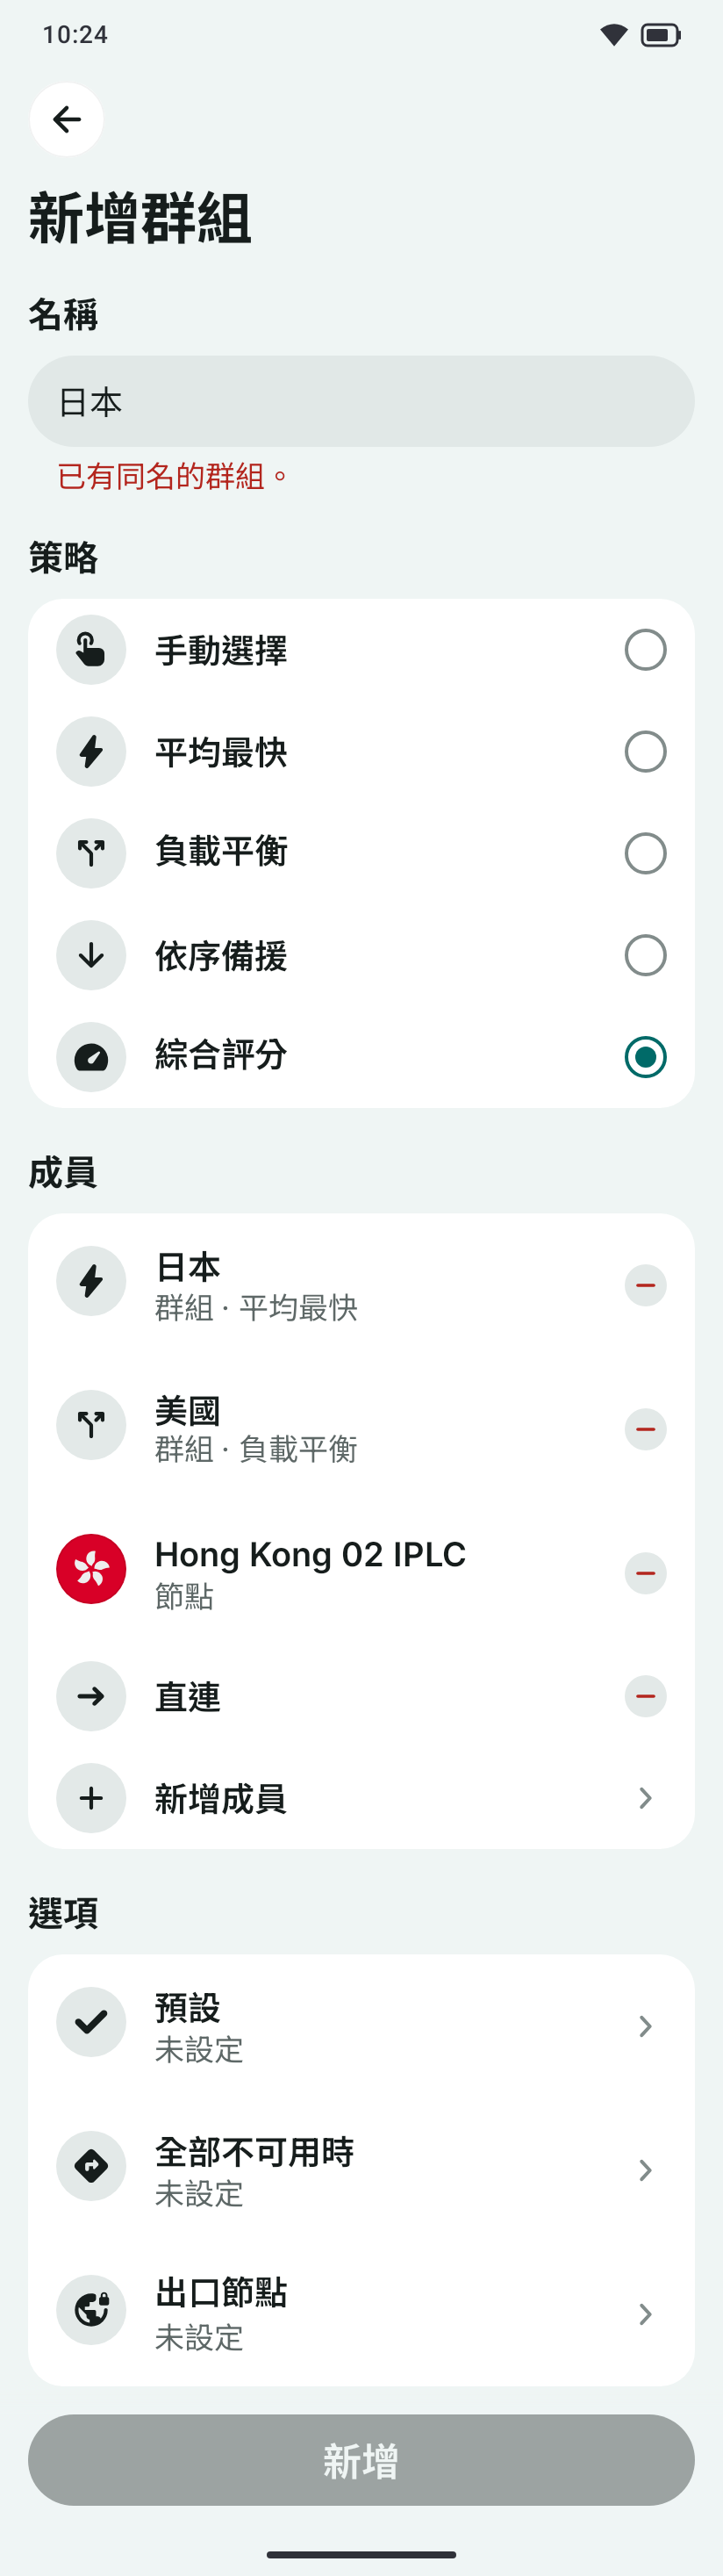 10:24
新增群組
名稱
日本
已有同名的群組。
策略
手動選擇
平均最快
負載平衡
依序備援
綜合評分
成員
日本
群組 · 平均最快
美國
群組 · 負載平衡
Hong Kong 02 IPLC
節點
直連
新增成員
選項
預設
未設定
全部不可用時
未設定
出口節點
未設定
新增